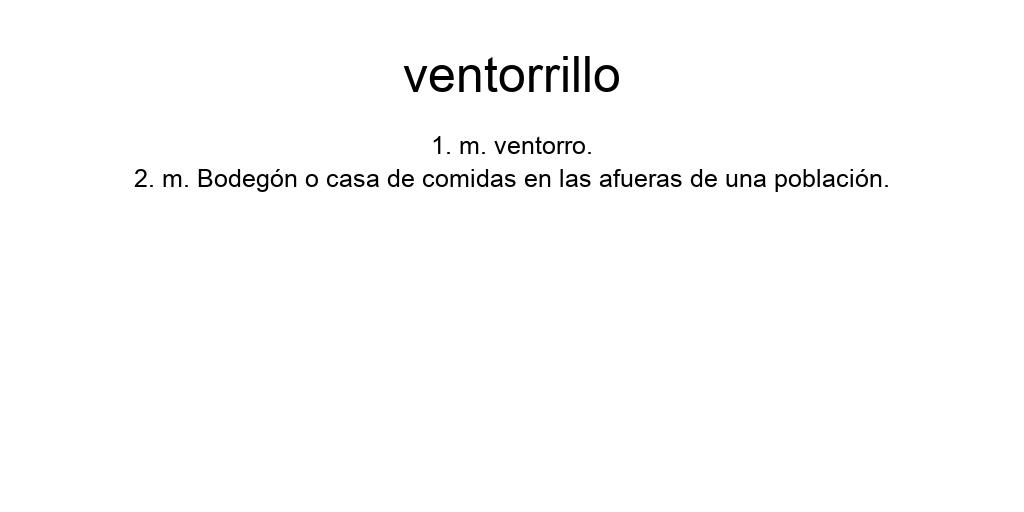 ventorrillo
1. m. ventorro.
2. m. Bodegón o casa de comidas en las afueras de una población.